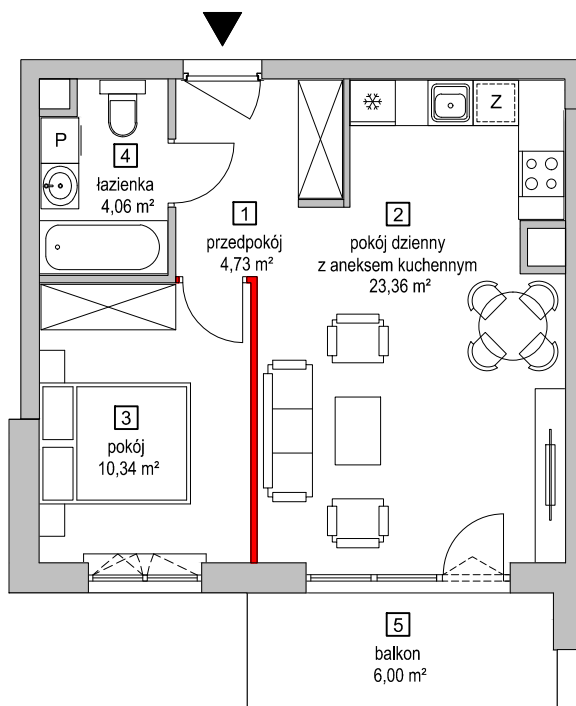 Z
P
4
łazienka
4,06 m²
1
przedpokój
4,73 m²
2
pokój dzienny
z aneksem kuchennym
23,36 m²
3
pokój
10,34 m²
5
balkon
6,00 m²